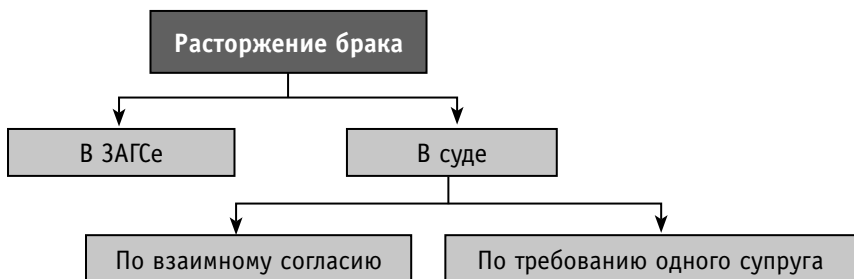 Расторжение брака
В ЗАГСе
В суде
По взаимному согласию
По требованию одного супруга